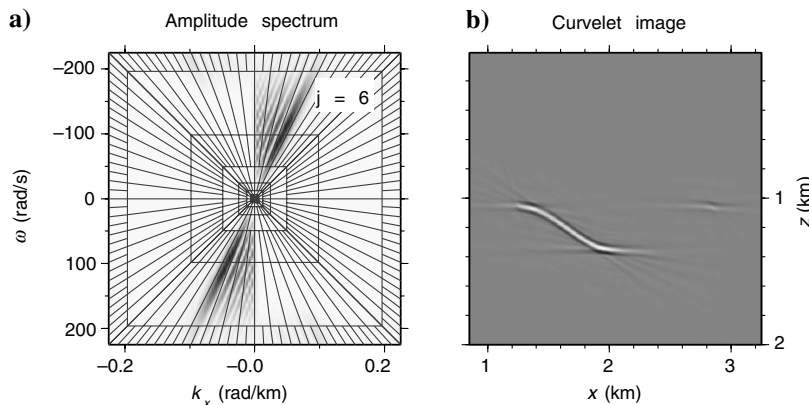 a)
Amplitude spectrum
−200
−100
0
100
200
ω (rad/s)
j = 6
−0.2
−0.0
0.2
k_x (rad/km)
b)
Curvelet image
1
2
z (km)
1
2
3
x (km)